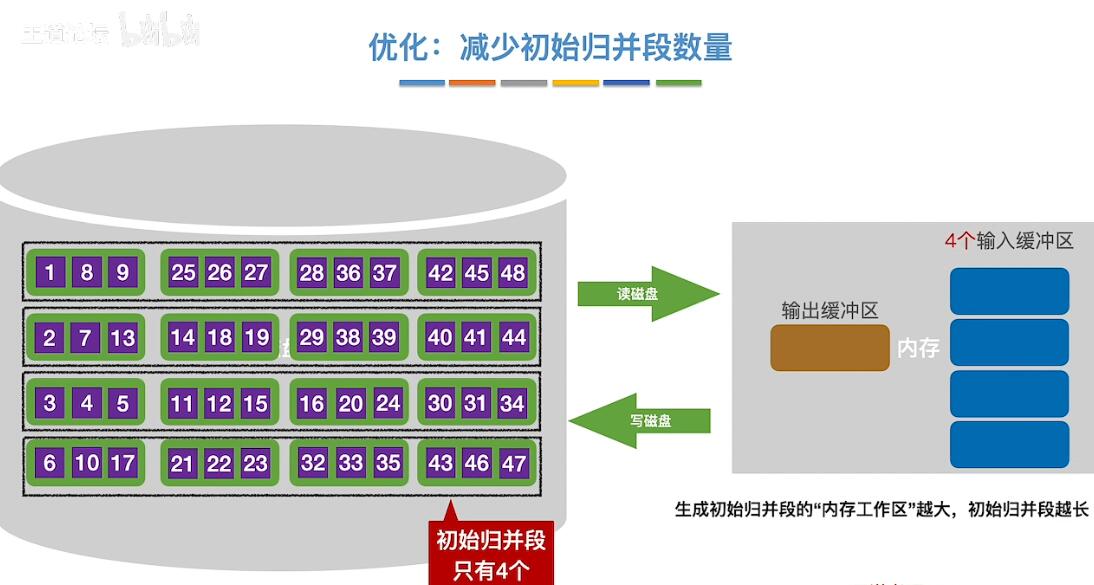 王道论坛 bilibili
优化：减少初始归并段数量
1 8 9 25 26 27 28 36 37 42 45 48
2 7 13 14 18 19 29 38 39 40 41 44
3 4 5 11 12 15 16 20 24 30 31 34
6 10 17 21 22 23 32 33 35 43 46 47
初始归并段
只有4个
读磁盘
写磁盘
4个输入缓冲区
输出缓冲区
内存
生成初始归并段的“内存工作区”越大，初始归并段越长